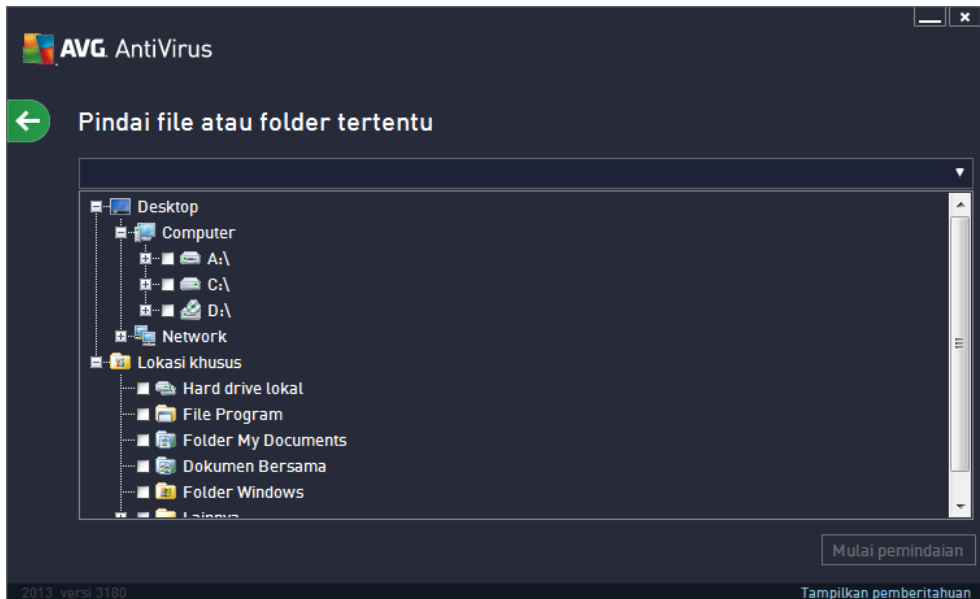 AVG. AntiVirus
Pindai file atau folder tertentu
Desktop
Computer
A:\
C:\
D:\
Network
Lokasi khusus
Hard drive lokal
File Program
Folder My Documents
Dokumen Bersama
Folder Windows
Lainnya
Mulai pemindaian
2013 versi 3180
Tampilkan pemberitahuan